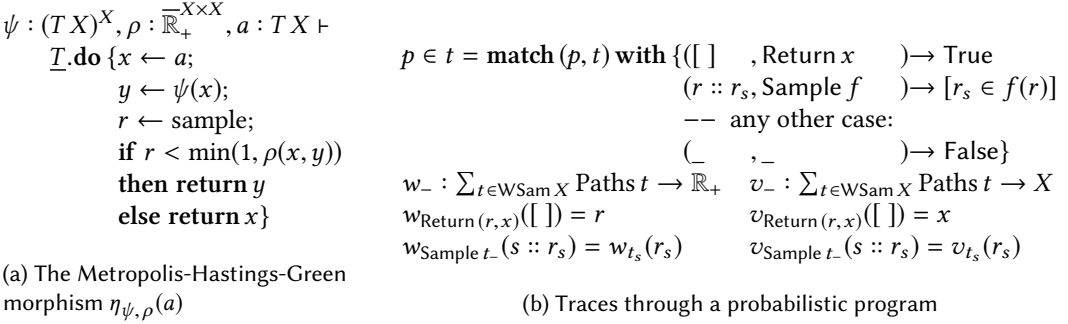 ψ : (T X)^X, ρ : ℝ̅₊^{X×X}, a : T X ⊢
T.do {x ← a;
y ← ψ(x);
r ← sample;
if r < min(1, ρ(x, y))
then return y
else return x}
(a) The Metropolis-Hastings-Green
morphism η_{ψ,ρ}(a)
p ∈ t = match (p, t) with {([ ] , Return x )→ True
(r :: r_s, Sample f )→ [r_s ∈ f(r)]
−− any other case:
(_ , _ )→ False}
w_− : ∑_{t∈WSam X} Paths t → ℝ₊ v_− : ∑_{t∈WSam X} Paths t → X
w_{Return (r,x)}([ ]) = r v_{Return (r,x)}([ ]) = x
w_{Sample t_−}(s :: r_s) = w_{t_s}(r_s) v_{Sample t_−}(s :: r_s) = v_{t_s}(r_s)
(b) Traces through a probabilistic program